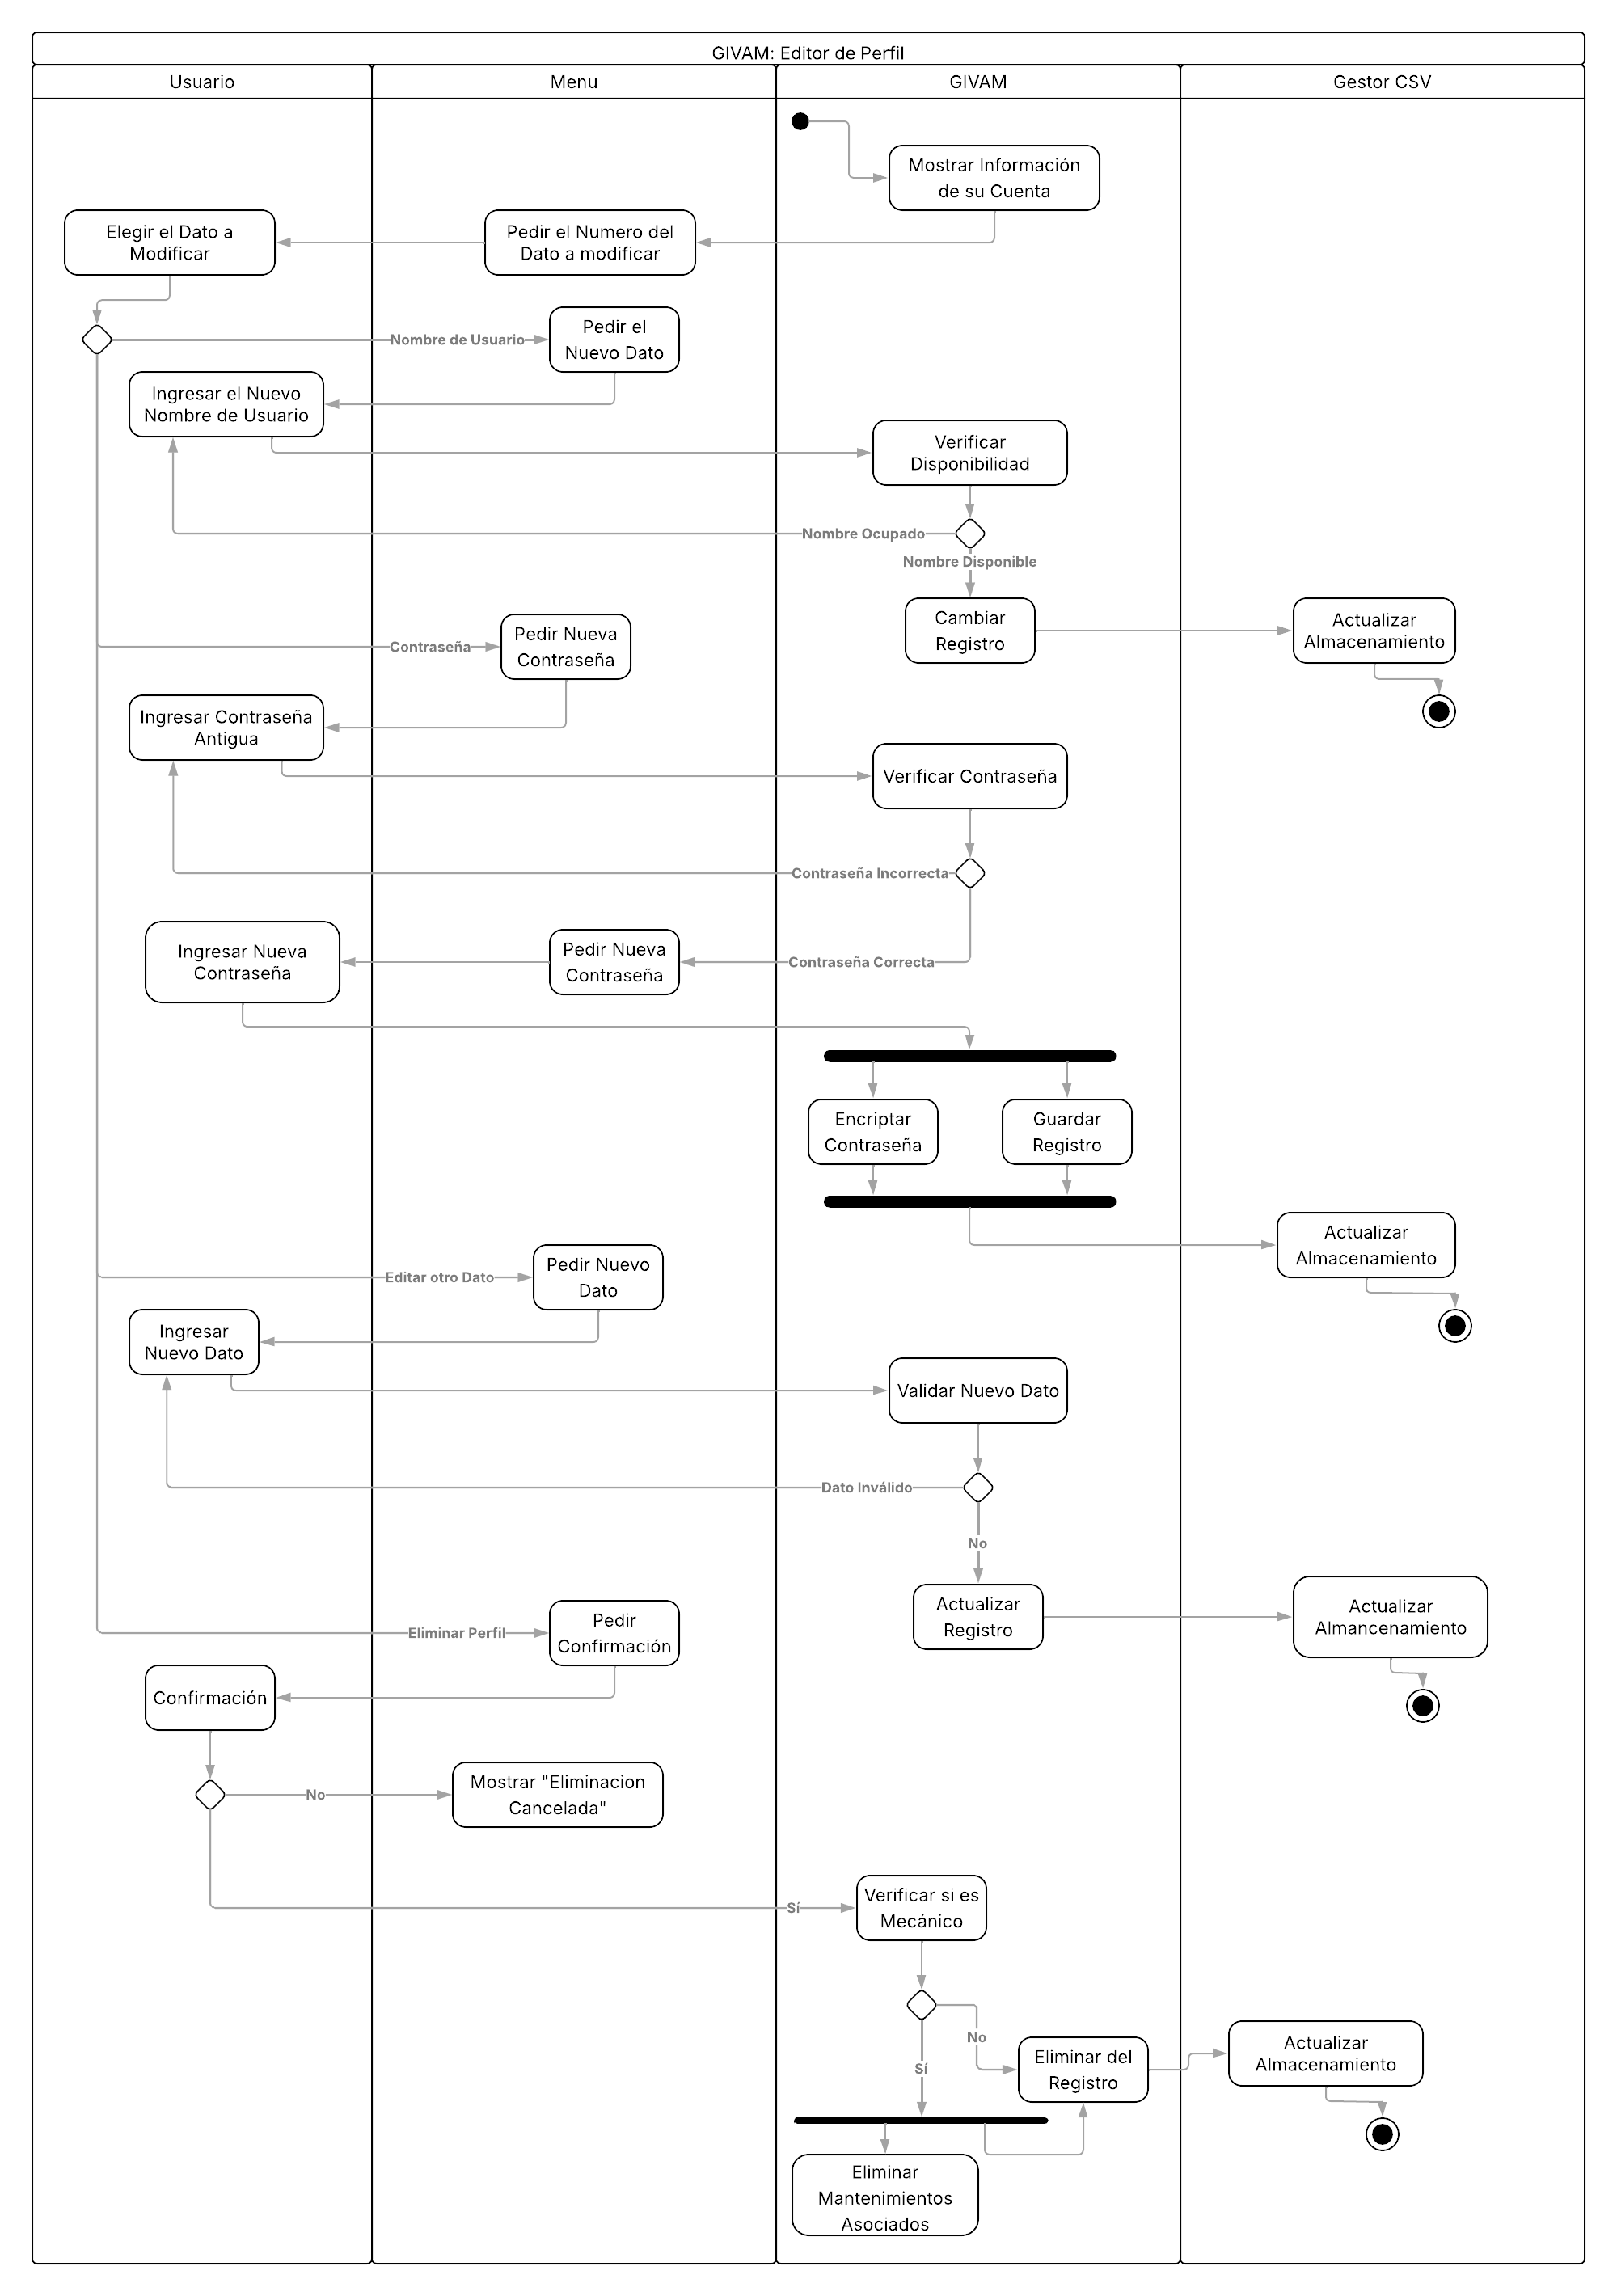 GIVAM: Editor de Perfil
Usuario
Menu
GIVAM
Gestor CSV
Mostrar Información
de su Cuenta
Elegir el Dato a
Modificar
Pedir el Numero del
Dato a modificar
Nombre de Usuario
Pedir el
Nuevo Dato
Ingresar el Nuevo
Nombre de Usuario
Verificar
Disponibilidad
Nombre Ocupado
Nombre Disponible
Cambiar
Registro
Actualizar
Almacenamiento
Contraseña
Pedir Nueva
Contraseña
Ingresar Contraseña
Antigua
Verificar Contraseña
Contraseña Incorrecta
Ingresar Nueva
Contraseña
Pedir Nueva
Contraseña
Contraseña Correcta
Encriptar
Contraseña
Guardar
Registro
Actualizar
Almacenamiento
Editar otro Dato
Pedir Nuevo
Dato
Ingresar
Nuevo Dato
Validar Nuevo Dato
Dato Inválido
No
Actualizar
Registro
Actualizar
Almancenamiento
Eliminar Perfil
Pedir
Confirmación
Confirmación
No
Mostrar "Eliminacion
Cancelada"
Sí
Verificar si es
Mecánico
No
Sí
Eliminar del
Registro
Actualizar
Almacenamiento
Eliminar
Mantenimientos
Asociados